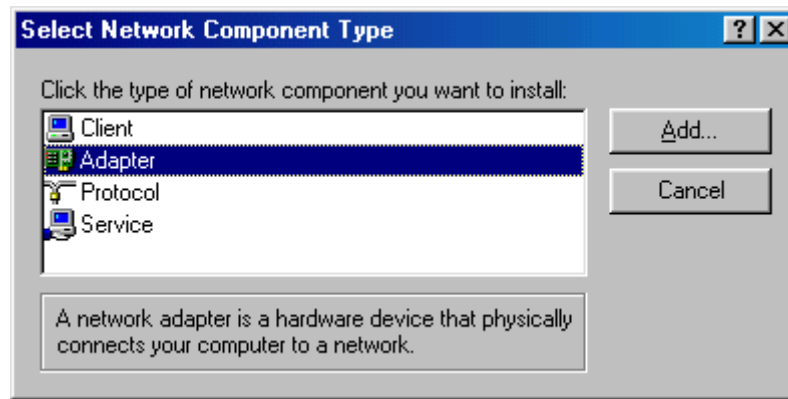 Select Network Component Type
Click the type of network component you want to install:
Client
Adapter
Protocol
Service
Add...
Cancel
A network adapter is a hardware device that physically
connects your computer to a network.